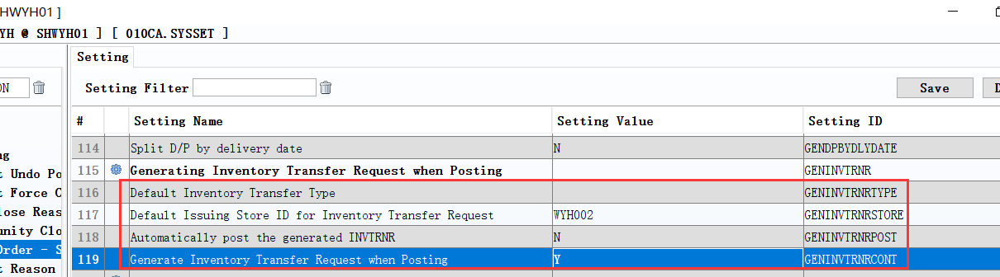 SHWYH01 ]
YH @ SHWYH01 ] [ 010CA.SYSSET ]
Setting
ON
Setting Filter
Save
D
# Setting Name Setting Value Setting ID
114 Split D/P by delivery date N GENDPBYDLYDATE
115 Generating Inventory Transfer Request when Posting GENINVTRNR
116 Default Inventory Transfer Type GENINVTRNRTYPE
117 Default Issuing Store ID for Inventory Transfer Request WYH002 GENINVTRNRSTORE
118 Automatically post the generated INVTRNR N GENINVTRNRPOST
119 Generate Inventory Transfer Request when Posting Y GENINVTRNRCONT
ng
t Undo Po
t Force C
lose Reas
unity Clo
Order - S
t Reason